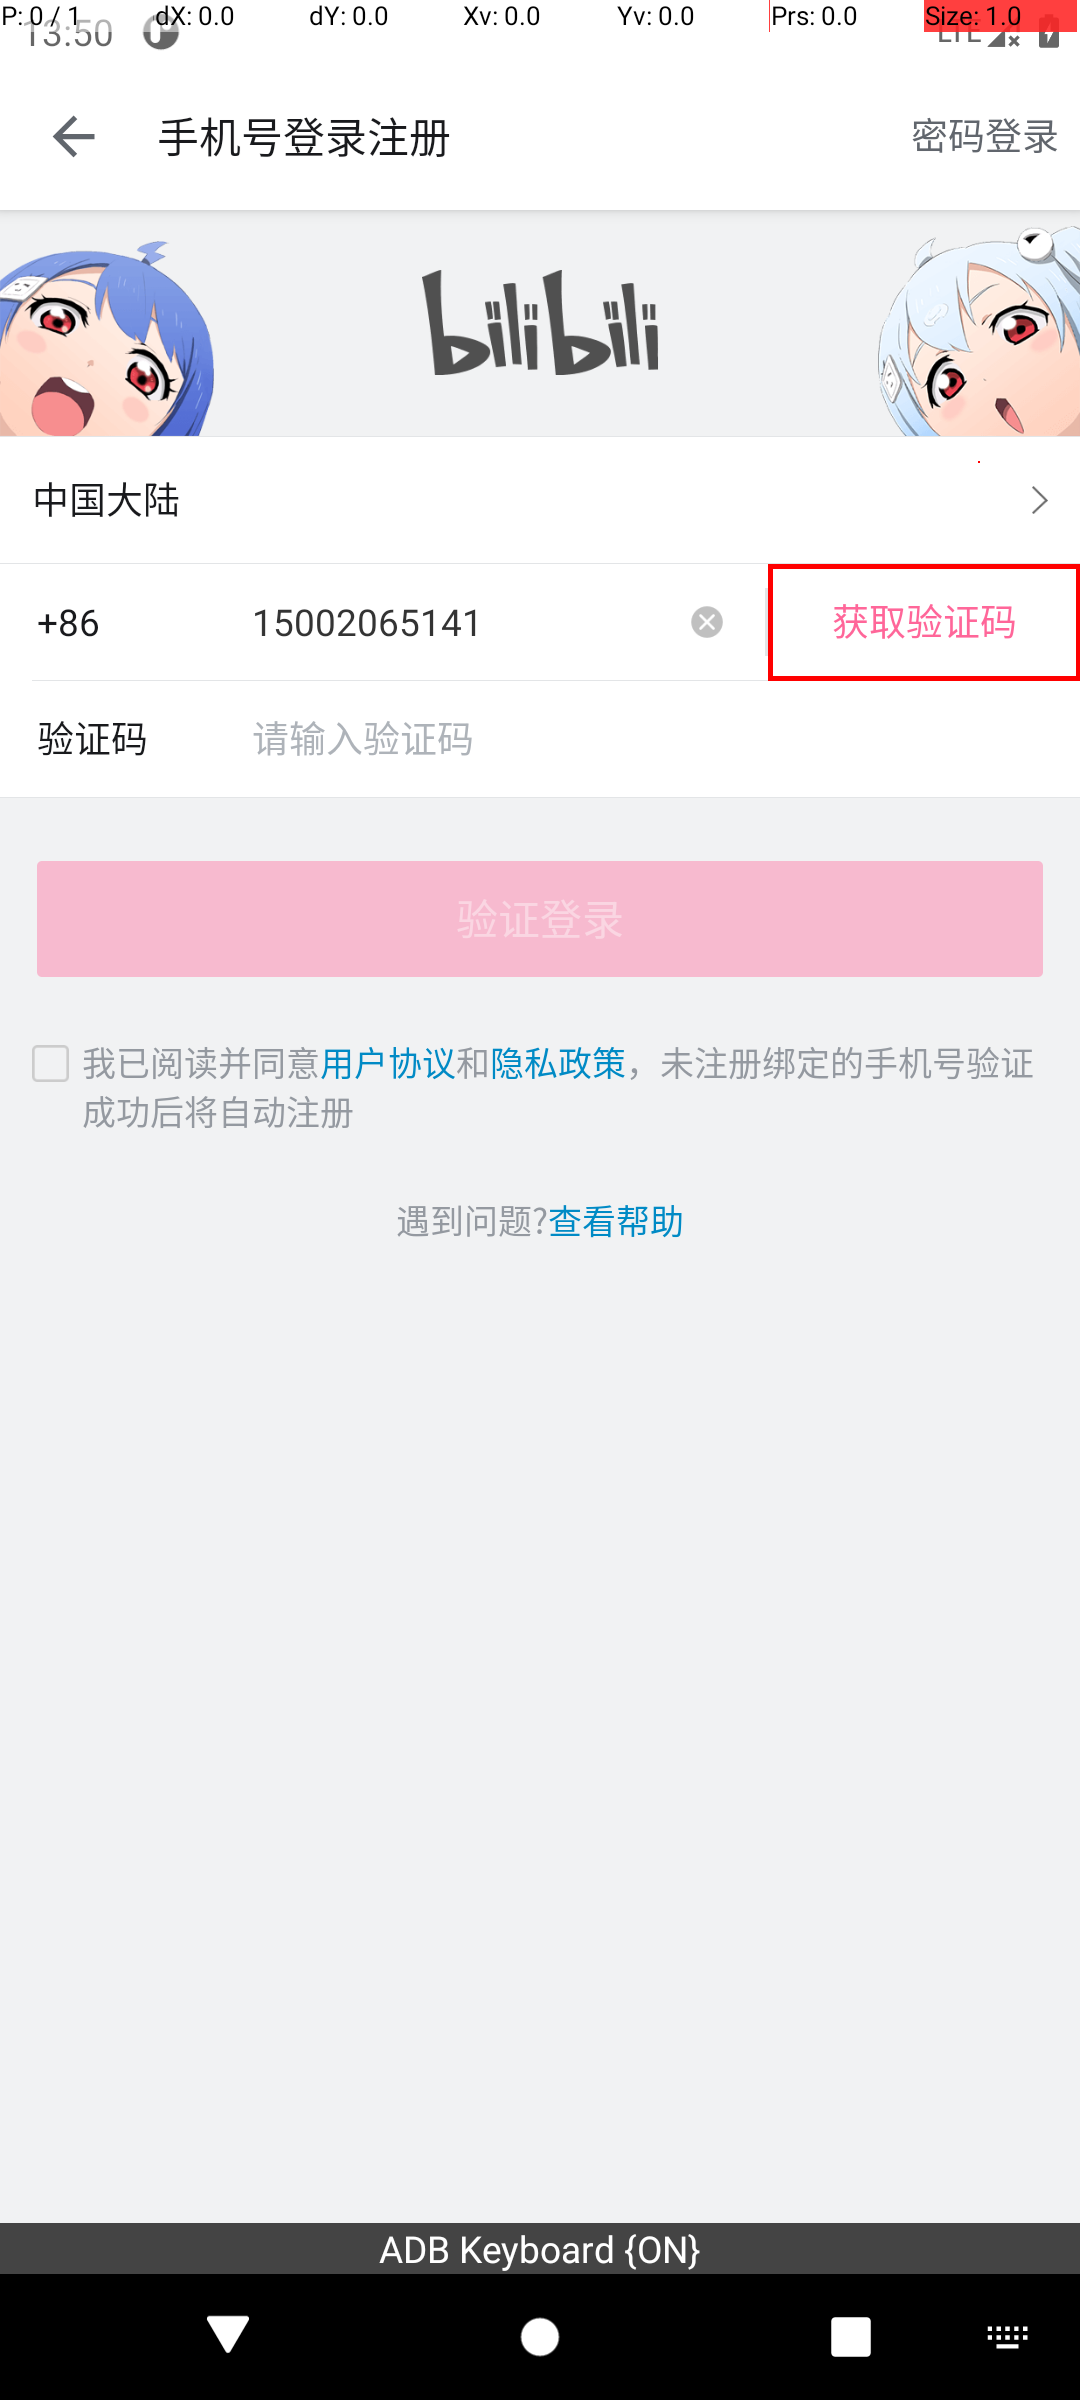 P: 0 / 1 dX: 0.0 dY: 0.0 Xv: 0.0 Yv: 0.0 Prs: 0.0 Size: 1.0
13:50 LTE
手机号登录注册 密码登录
bilibili
中国大陆
+86 15002065141 获取验证码
验证码 请输入验证码
验证登录
我已阅读并同意用户协议和隐私政策，未注册绑定的手机号验证
成功后将自动注册
遇到问题?查看帮助
ADB Keyboard {ON}